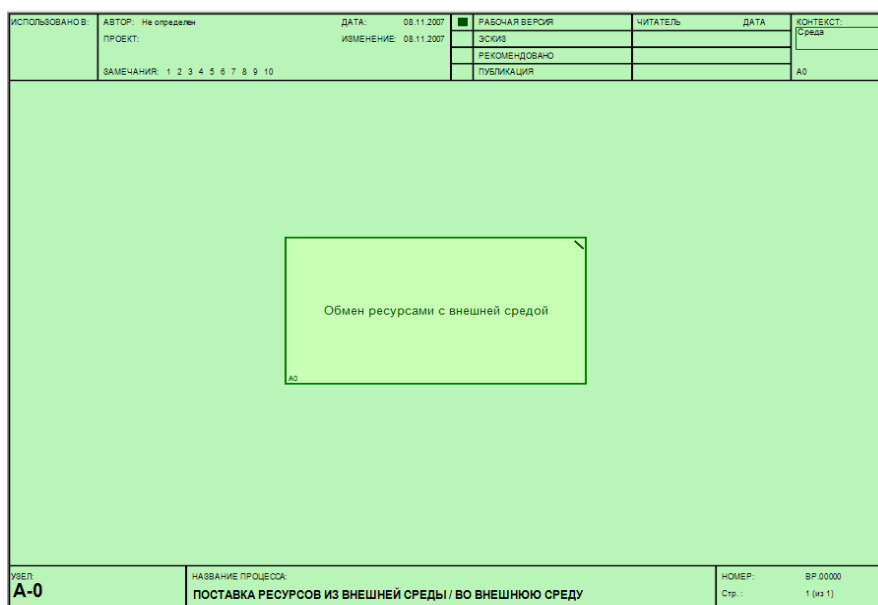 ИСПОЛЬЗОВАНО В:
АВТОР: Не определен
ДАТА: 08.11.2007
РАБОЧАЯ ВЕРСИЯ
ЧИТАТЕЛЬ
ДАТА
КОНТЕКСТ:
ПРОЕКТ:
ИЗМЕНЕНИЕ: 08.11.2007
ЭСКИЗ
Среда
РЕКОМЕНДОВАНО
ЗАМЕЧАНИЯ: 1 2 3 4 5 6 7 8 9 10
ПУБЛИКАЦИЯ
A0
Обмен ресурсами с внешней средой
A0
УЗЕЛ:
A-0
НАЗВАНИЕ ПРОЦЕССА:
ПОСТАВКА РЕСУРСОВ ИЗ ВНЕШНЕЙ СРЕДЫ / ВО ВНЕШНЮЮ СРЕДУ
НОМЕР: BP.00000
Стр.: 1 (из 1)